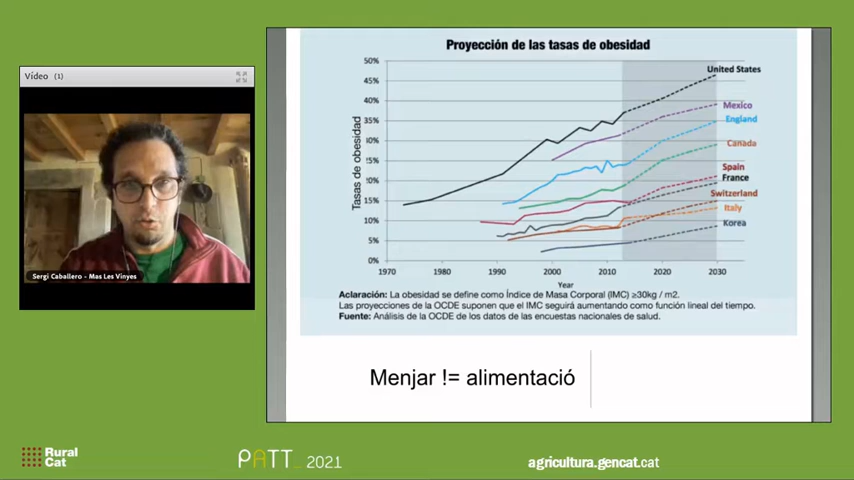 Vídeo (1)
Sergi Caballero - Mas Les Vinyes
Proyección de las tasas de obesidad
Tasas de obesidad
50%
45%
40%
35%
30%
25%
20%
15%
10%
5%
0%
United States
Mexico
England
Canada
Spain
France
Switzerland
Italy
Korea
1970 1980 1990 2000 2010 2020 2030
Year
Aclaración: La obesidad se define como Índice de Masa Corporal (IMC) ≥30kg / m2.
Las proyecciones de la OCDE suponen que el IMC seguirá aumentando como función lineal del tiempo.
Fuente: Análisis de la OCDE de los datos de las encuestas nacionales de salud.
Menjar != alimentació
Rural
Cat
PATT_ 2021
agricultura.gencat.cat